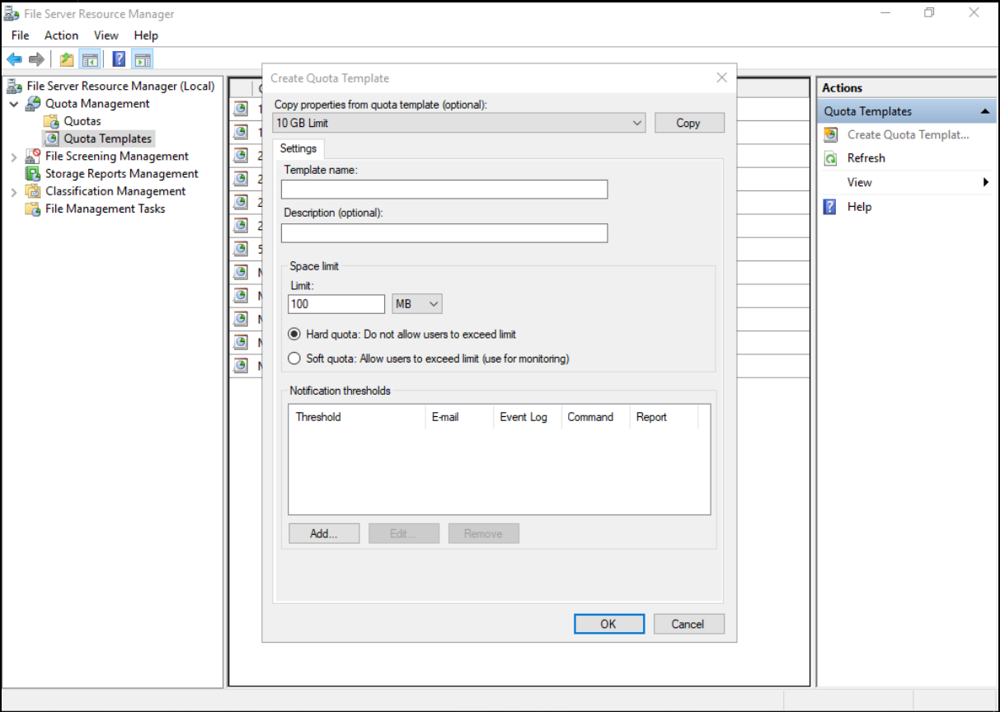 File Server Resource Manager
File Action View Help
File Server Resource Manager (Local)
Quota Management
Quotas
Quota Templates
File Screening Management
Storage Reports Management
Classification Management
File Management Tasks
1
1
2
2
2
2
5
Create Quota Template
Copy properties from quota template (optional):
10 GB Limit
Copy
Settings
Template name:
Description (optional):
Space limit
Limit:
100 MB
Hard quota: Do not allow users to exceed limit
Soft quota: Allow users to exceed limit (use for monitoring)
Notification thresholds
Threshold E-mail Event Log Command Report
Add... Edit... Remove
OK Cancel
Actions
Quota Templates
Create Quota Templat...
Refresh
View
Help